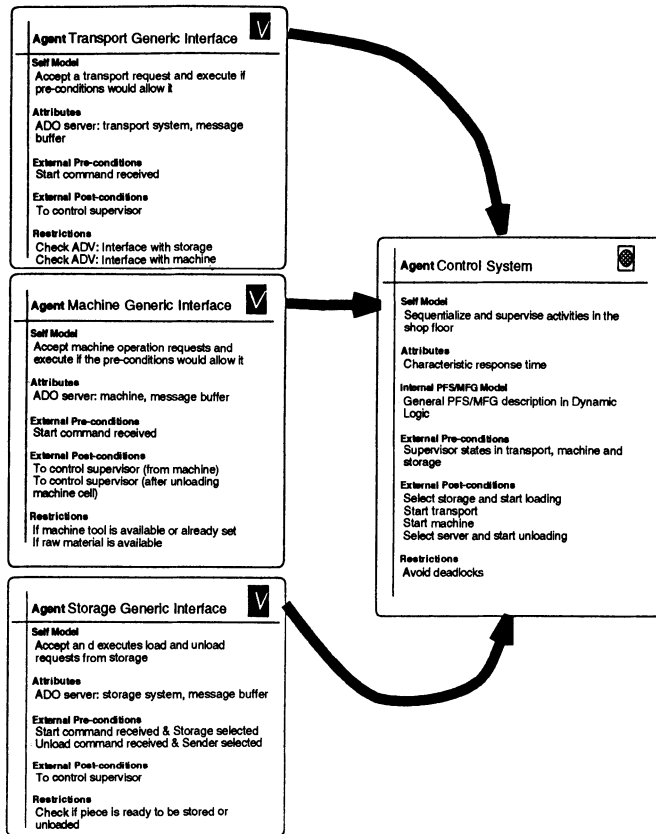 Agent Transport Generic Interface
V
Self Model
Accept a transport request and execute if
pre-conditions would allow it
Attributes
ADO server: transport system, message
buffer
External Pre-conditions
Start command received
External Post-conditions
To control supervisor
Restrictions
Check ADV: Interface with storage
Check ADV: Interface with machine
Agent Machine Generic Interface
V
Self Model
Accept machine operation requests and
execute if the pre-conditions would allow it
Attributes
ADO server: machine, message buffer
External Pre-conditions
Start command received
External Post-conditions
To control supervisor (from machine)
To control supervisor (after unloading
machine cell)
Restrictions
If machine tool is available or already set
If raw material is available
Agent Storage Generic Interface
V
Self Model
Accept an d executes load and unload
requests from storage
Attributes
ADO server: storage system, message buffer
External Pre-conditions
Start command received & Storage selected
Unload command received & Sender selected
External Post-conditions
To control supervisor
Restrictions
Check if piece is ready to be stored or
unloaded
Agent Control System
Self Model
Sequentialize and supervise activities in the
shop floor
Attributes
Characteristic response time
Internal PFS/MFG Model
General PFS/MFG description in Dynamic
Logic
External Pre-conditions
Supervisor states in transport, machine and
storage
External Post-conditions
Select storage and start loading
Start transport
Start machine
Select server and start unloading
Restrictions
Avoid deadlocks